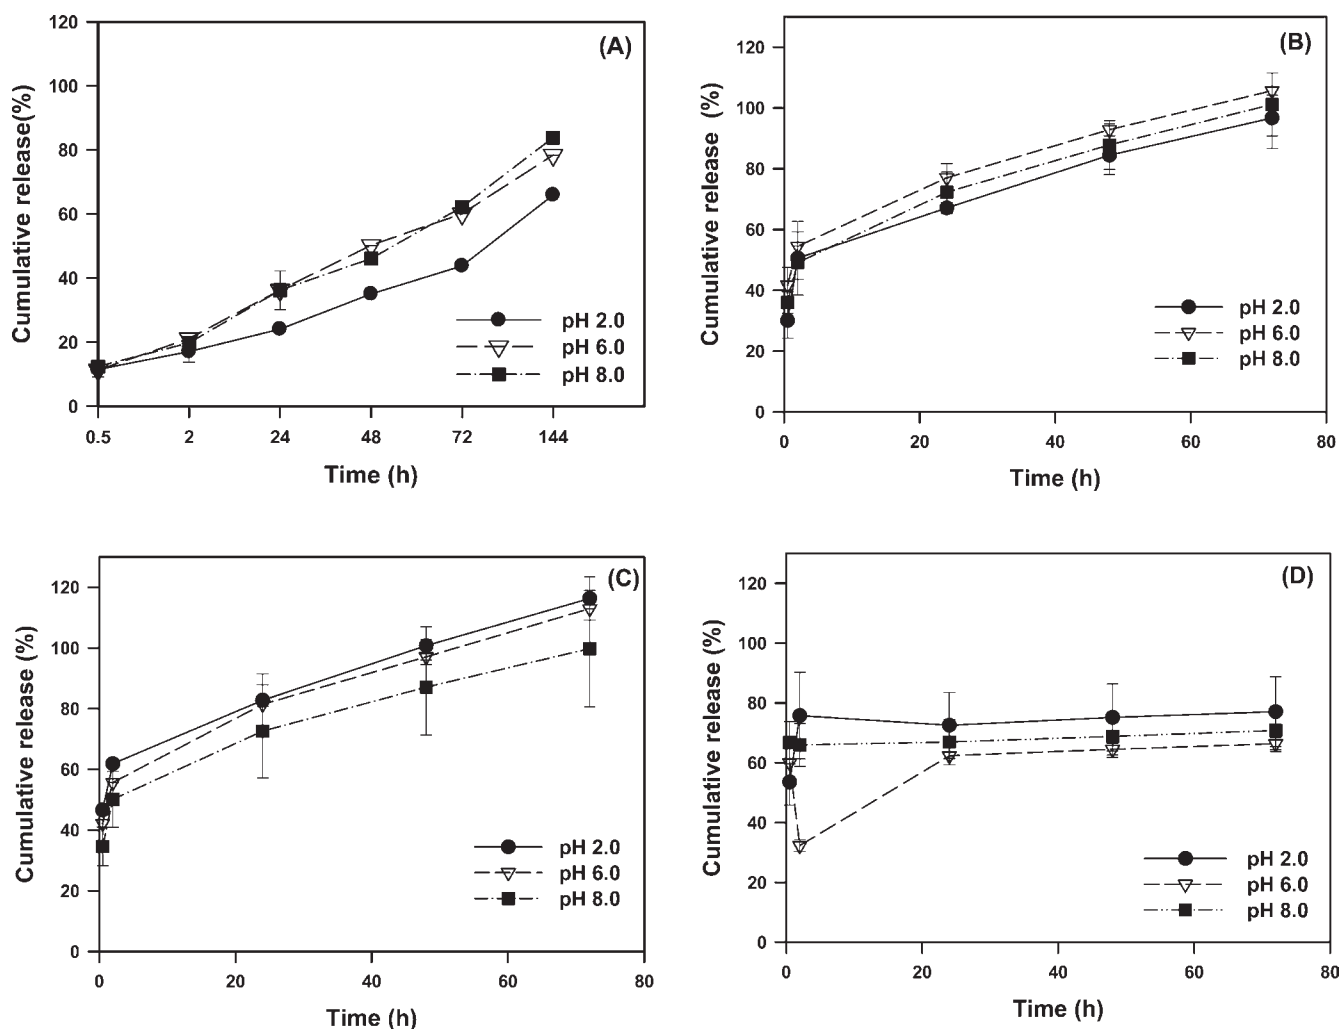 (A)
Cumulative release(%)
120
100
80
60
40
20
0
pH 2.0
pH 6.0
pH 8.0
0.5 2 24 48 72 144
Time (h)
(B)
Cumulative release (%)
120
100
80
60
40
20
0
pH 2.0
pH 6.0
pH 8.0
0 20 40 60 80
Time (h)
(C)
Cumulative release (%)
120
100
80
60
40
20
0
pH 2.0
pH 6.0
pH 8.0
0 20 40 60 80
Time (h)
(D)
Cumulative release (%)
120
100
80
60
40
20
0
pH 2.0
pH 6.0
pH 8.0
0 20 40 60 80
Time (h)